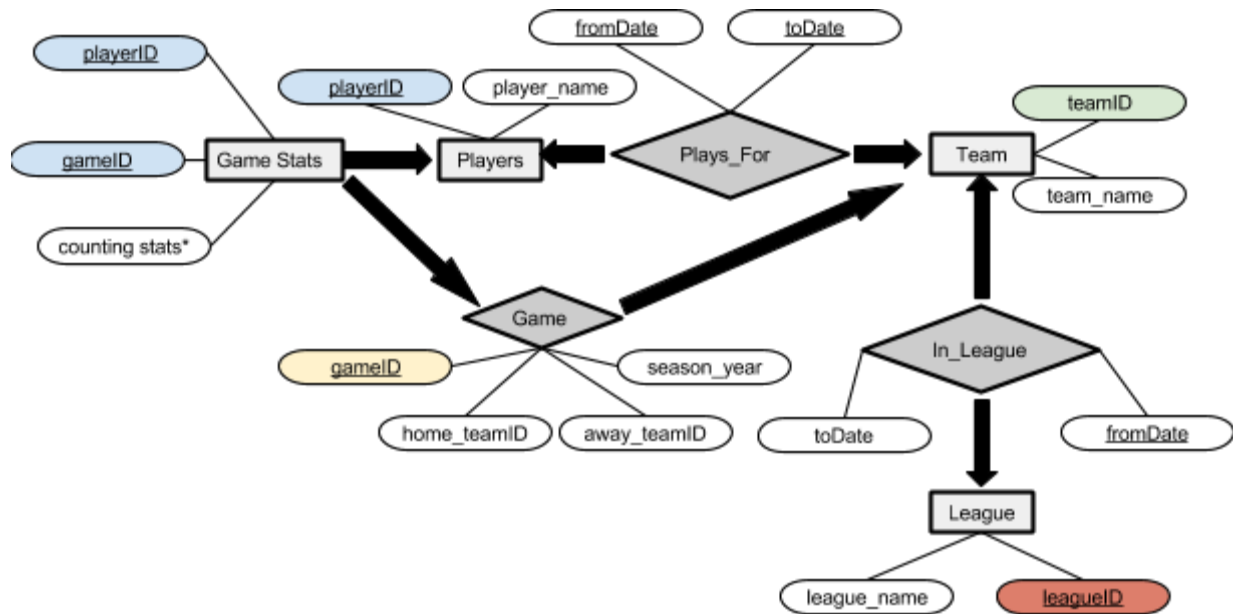 fromDate
toDate
playerID
playerID
player_name
teamID
gameID
Game Stats
Players
Plays_For
Team
team_name
counting stats*
Game
gameID
season_year
In_League
home_teamID
away_teamID
toDate
fromDate
League
league_name
leagueID